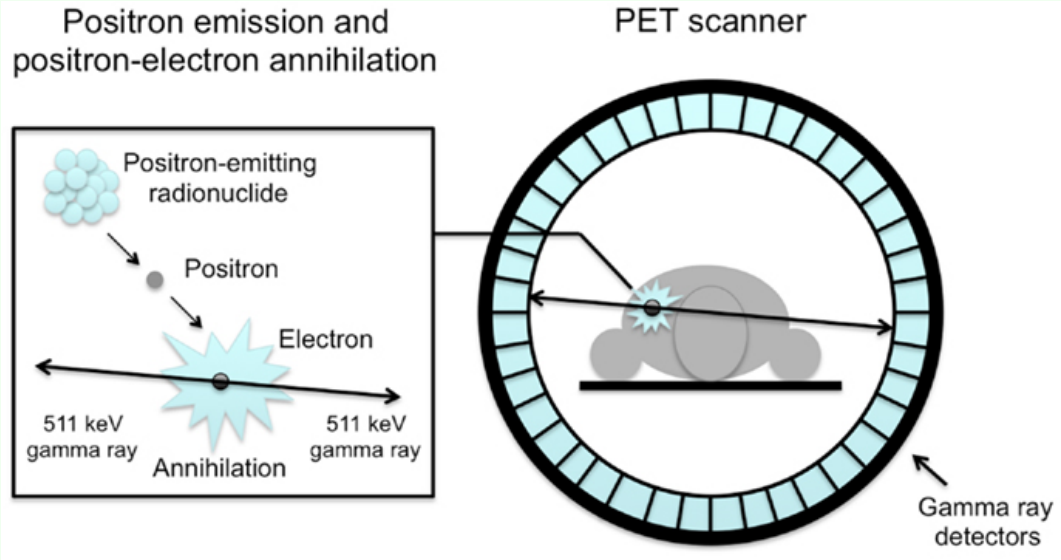 Positron emission and
positron-electron annihilation
PET scanner
Positron-emitting
radionuclide
Positron
Electron
511 keV
gamma ray
511 keV
gamma ray
Annihilation
Gamma ray
detectors